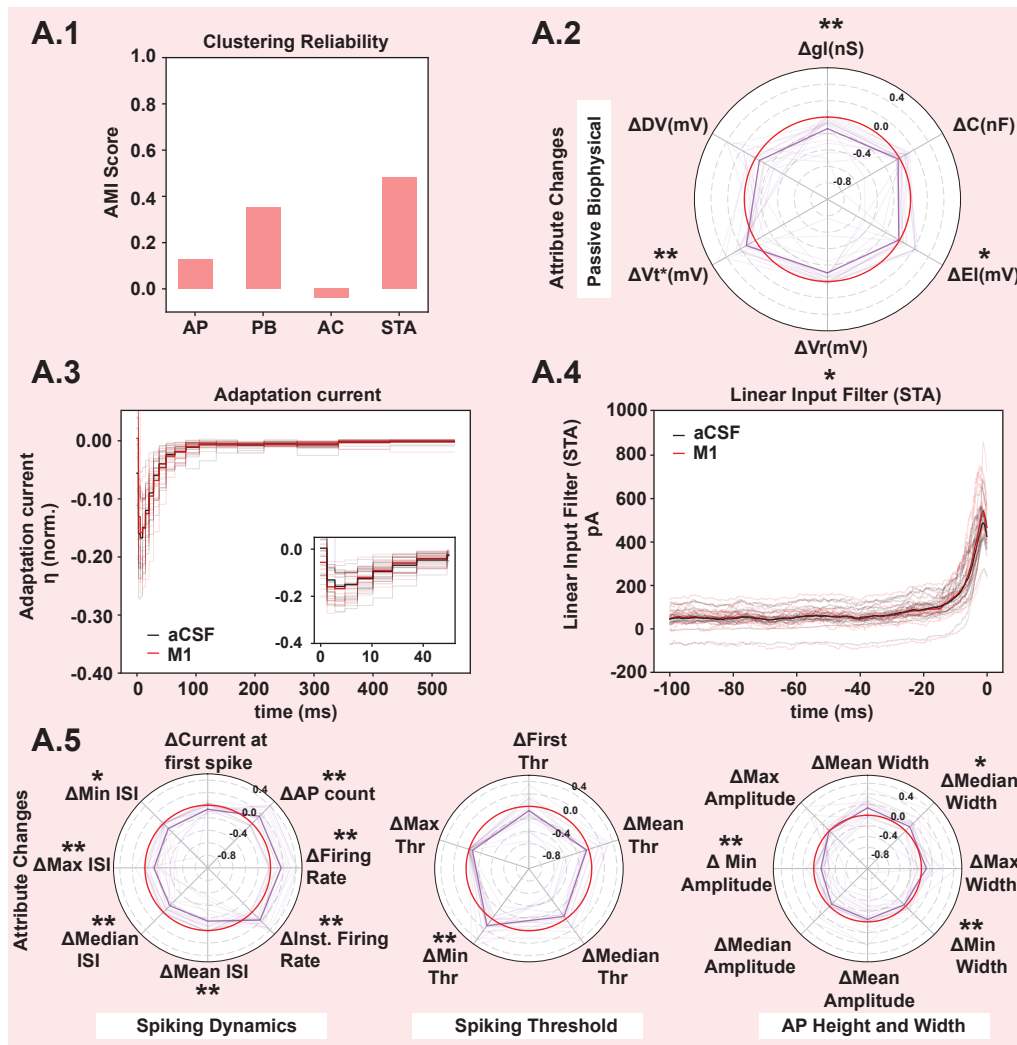 A.1
Clustering Reliability
AMI Score
1.0
0.8
0.6
0.4
0.2
0.0
AP PB AC STA
A.2
**
Δgl(nS)
ΔDV(mV)
ΔC(nF)
0.4
0.0
-0.4
-0.8
**
ΔVt*(mV)
*
ΔEl(mV)
ΔVr(mV)
Attribute Changes
Passive Biophysical
A.3
Adaptation current
Adaptation current
η (norm.)
0.00
-0.10
-0.20
-0.30
-0.40
aCSF
M1
0.0
-0.2
-0.4
0 10 40
0 100 200 300 400 500
time (ms)
A.4
*
Linear Input Filter (STA)
Linear Input Filter (STA)
pA
1000
800
600
400
200
0
-200
aCSF
M1
-100 -80 -60 -40 -20 0
time (ms)
A.5
Attribute Changes
ΔCurrent at
first spike
*
ΔMin ISI
**
ΔAP count
**
ΔMax ISI
**
ΔFiring
Rate
**
ΔMedian
ISI
**
ΔInst. Firing
Rate
ΔMean ISI
**
0.4
0.0
-0.4
-0.8
Spiking Dynamics
ΔFirst
Thr
ΔMax
Thr
ΔMean
Thr
**
ΔMin
Thr
ΔMedian
Thr
0.4
0.0
-0.4
-0.8
Spiking Threshold
ΔMean Width
ΔMax
Amplitude
*
ΔMedian
Width
**
Δ Min
Amplitude
ΔMax
Width
ΔMedian
Amplitude
**
ΔMin
Width
ΔMean
Amplitude
0.4
0.0
-0.4
-0.8
AP Height and Width